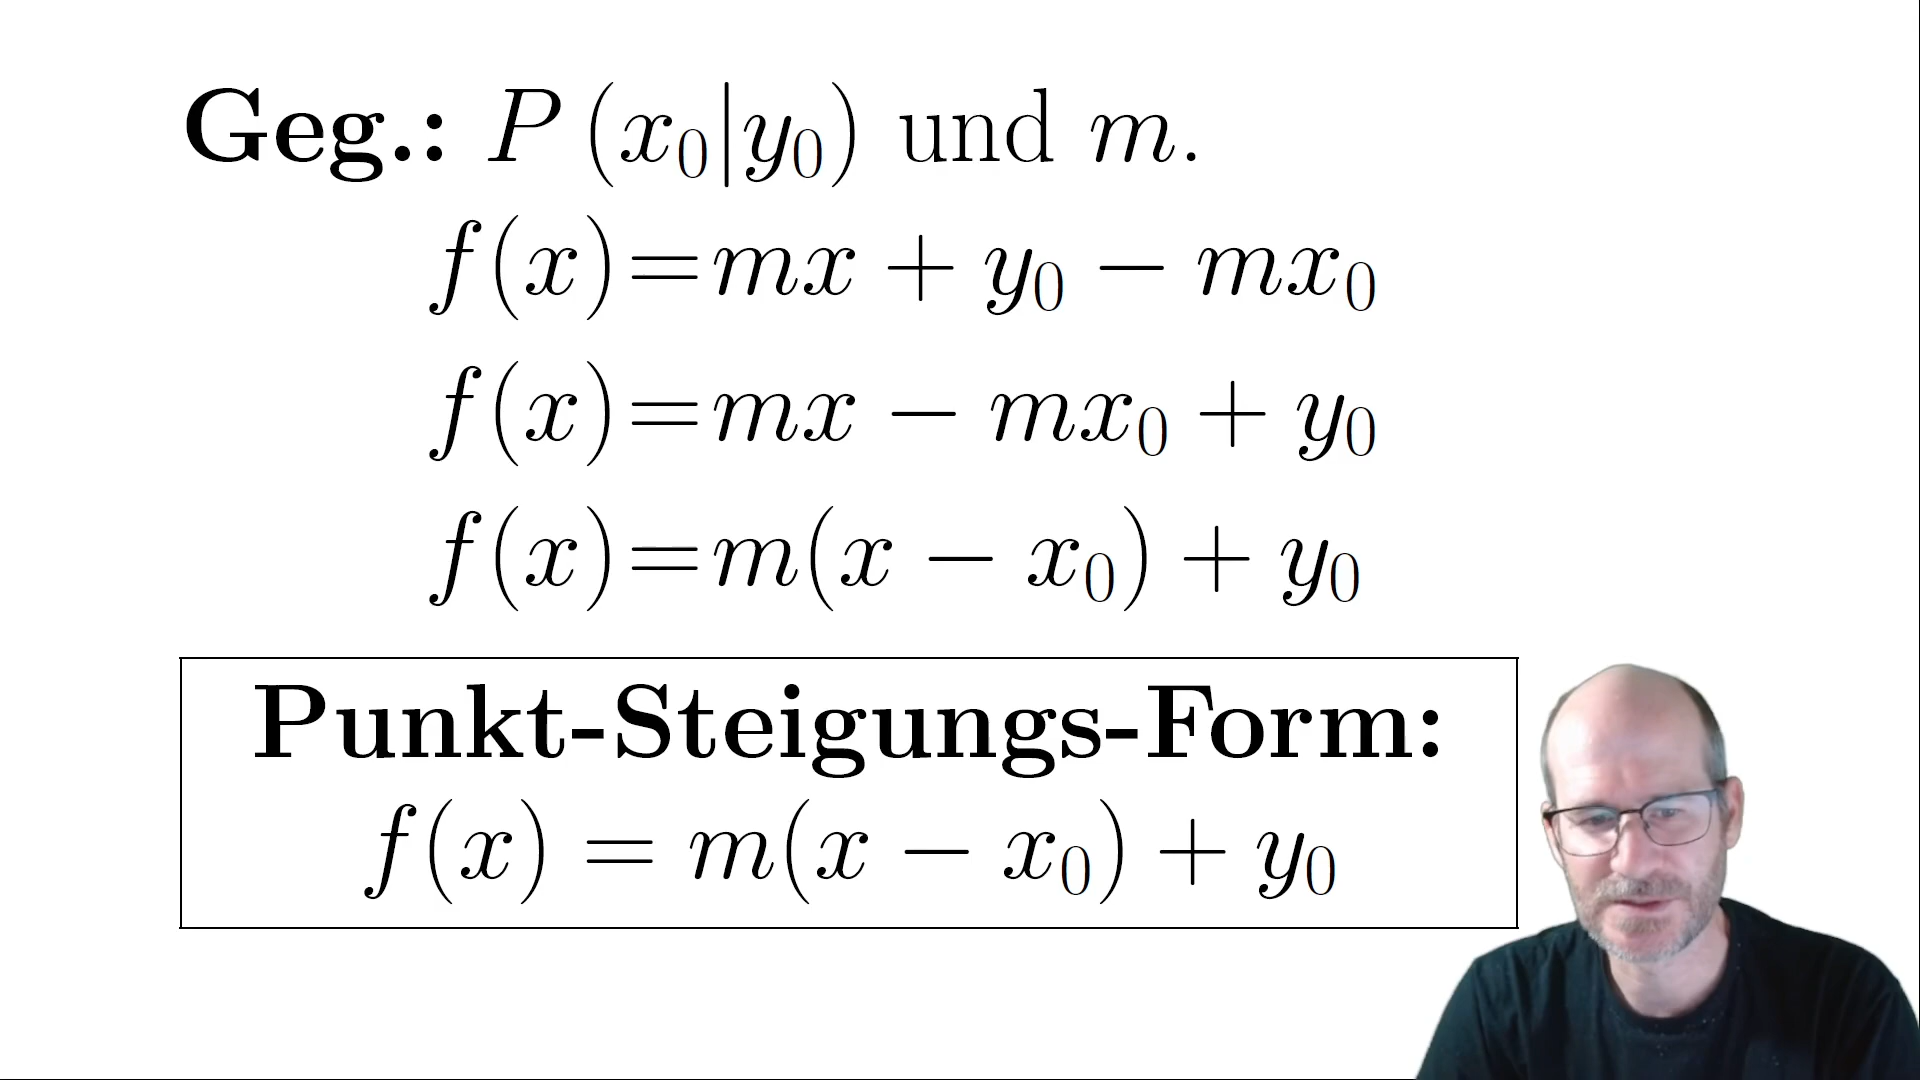 Geg.: P (x₀|y₀) und m.
f(x)=mx + y₀ − mx₀
f(x)=mx − mx₀ + y₀
f(x)=m(x − x₀) + y₀
Punkt-Steigungs-Form:
f(x) = m(x − x₀) + y₀